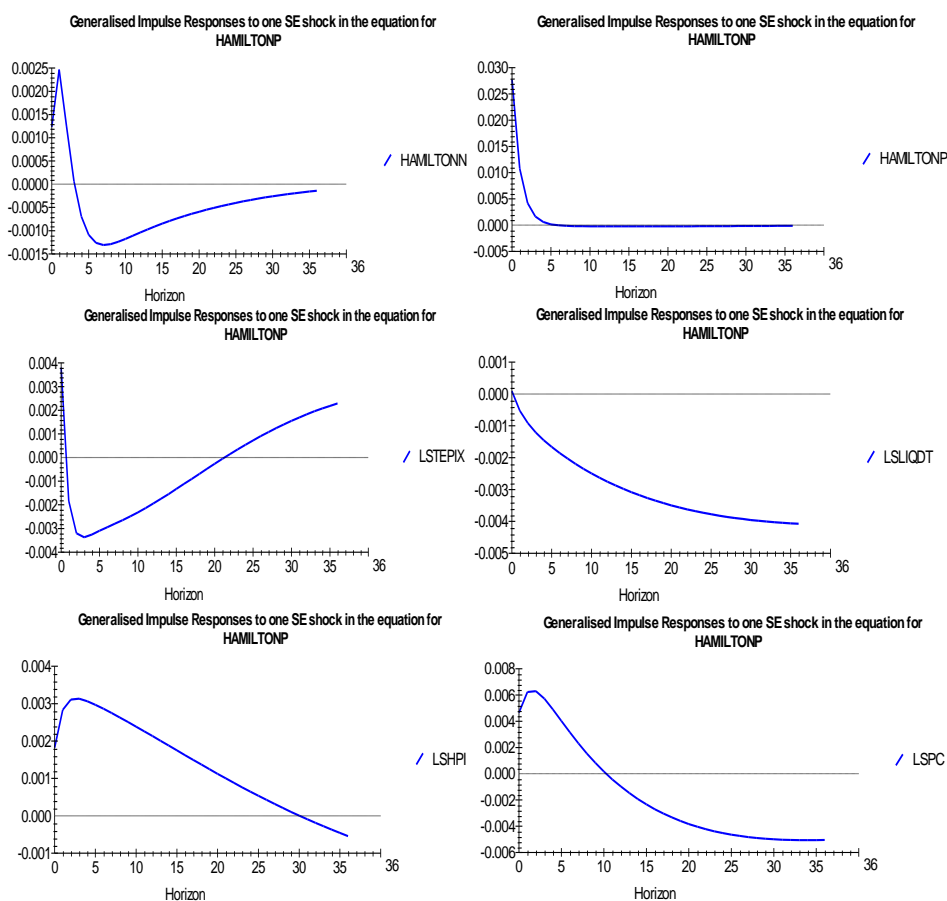 Generalised Impulse Responses to one SE shock in the equation for
HAMILTONP
0.0025
0.0020
0.0015
0.0010
0.0005
0.0000
-0.0005
-0.0010
-0.0015
0 5 10 15 20 25 30 35 36
Horizon
HAMILTONN
Generalised Impulse Responses to one SE shock in the equation for
HAMILTONP
0.030
0.025
0.020
0.015
0.010
0.005
0.000
-0.005
0 5 10 15 20 25 30 35 36
Horizon
HAMILTONP
Generalised Impulse Responses to one SE shock in the equation for
HAMILTONP
0.004
0.003
0.002
0.001
0.000
-0.001
-0.002
-0.003
-0.004
0 5 10 15 20 25 30 35 36
Horizon
LSTEPIX
Generalised Impulse Responses to one SE shock in the equation for
HAMILTONP
0.001
0.000
-0.001
-0.002
-0.003
-0.004
-0.005
0 5 10 15 20 25 30 35 36
Horizon
LSLIQDT
Generalised Impulse Responses to one SE shock in the equation for
HAMILTONP
0.004
0.003
0.002
0.001
0.000
-0.001
0 5 10 15 20 25 30 35 36
Horizon
LSHPI
Generalised Impulse Responses to one SE shock in the equation for
HAMILTONP
0.008
0.006
0.004
0.002
0.000
-0.002
-0.004
-0.006
0 5 10 15 20 25 30 35 36
Horizon
LSPC